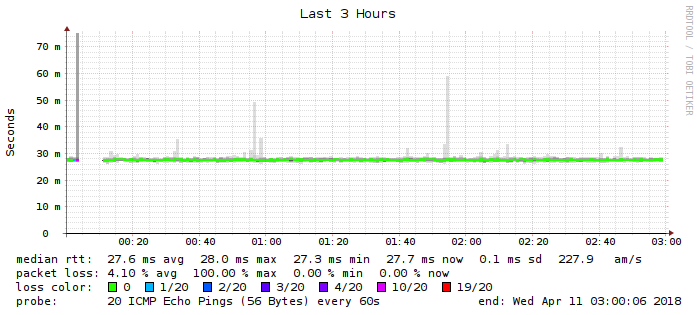 Last 3 Hours
RRDTOOL / TOBI OETIKER
Seconds
70 m
60 m
50 m
40 m
30 m
20 m
10 m
0
00:20 00:40 01:00 01:20 01:40 02:00 02:20 02:40 03:00
median rtt: 27.6 ms avg 28.0 ms max 27.3 ms min 27.7 ms now 0.1 ms sd 227.9 am/s
packet loss: 4.10 % avg 100.00 % max 0.00 % min 0.00 % now
loss color: 0 1/20 2/20 3/20 4/20 10/20 19/20
probe: 20 ICMP Echo Pings (56 Bytes) every 60s end: Wed Apr 11 03:00:06 2018